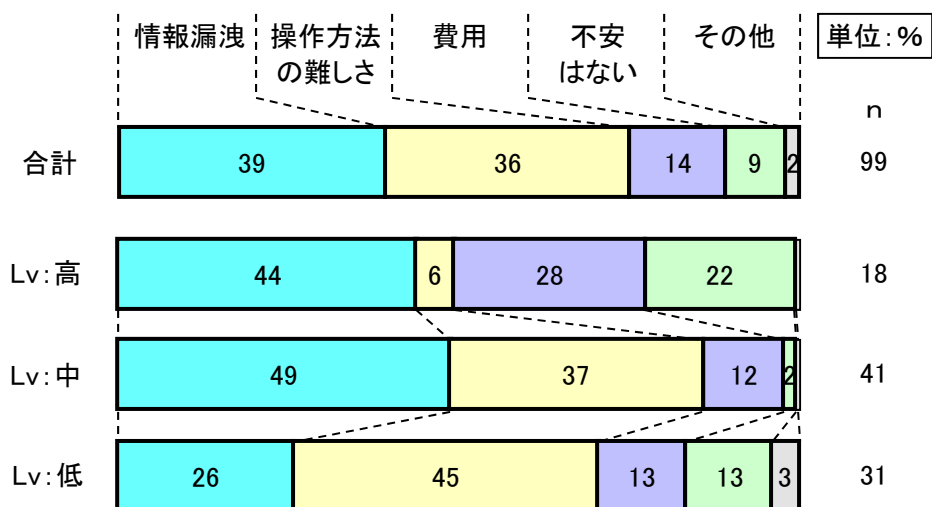 情報漏洩 操作方法の難しさ 費用 不安はない その他 単位:%
n
合計 39 36 14 9 2 99
Lv:高 44 6 28 22 18
Lv:中 49 37 12 2 41
Lv:低 26 45 13 13 3 31